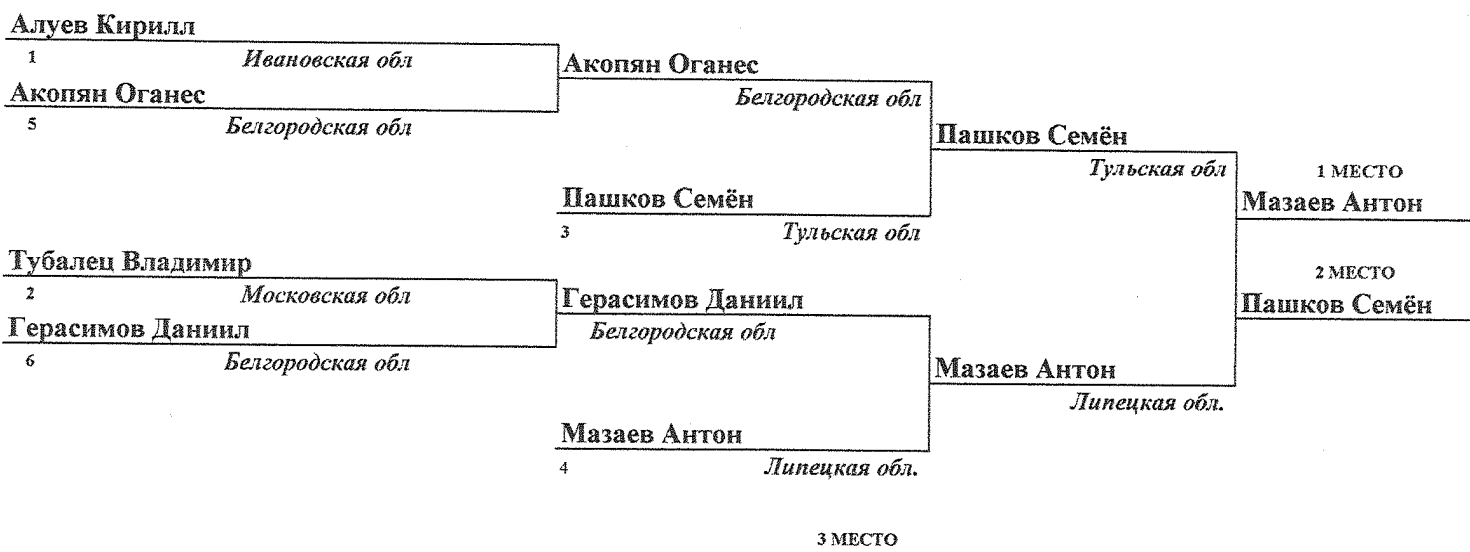 Алуев Кирилл
1 Ивановская обл
Акопян Оганес
5 Белгородская обл
Акопян Оганес
Белгородская обл
Пашков Семён
3 Тульская обл
Пашков Семён
Тульская обл
1 МЕСТО
Мазаев Антон
2 МЕСТО
Пашков Семён
Тубалец Владимир
2 Московская обл
Герасимов Даниил
6 Белгородская обл
Герасимов Даниил
Белгородская обл
Мазаев Антон
4 Липецкая обл.
Мазаев Антон
Липецкая обл.
3 МЕСТО